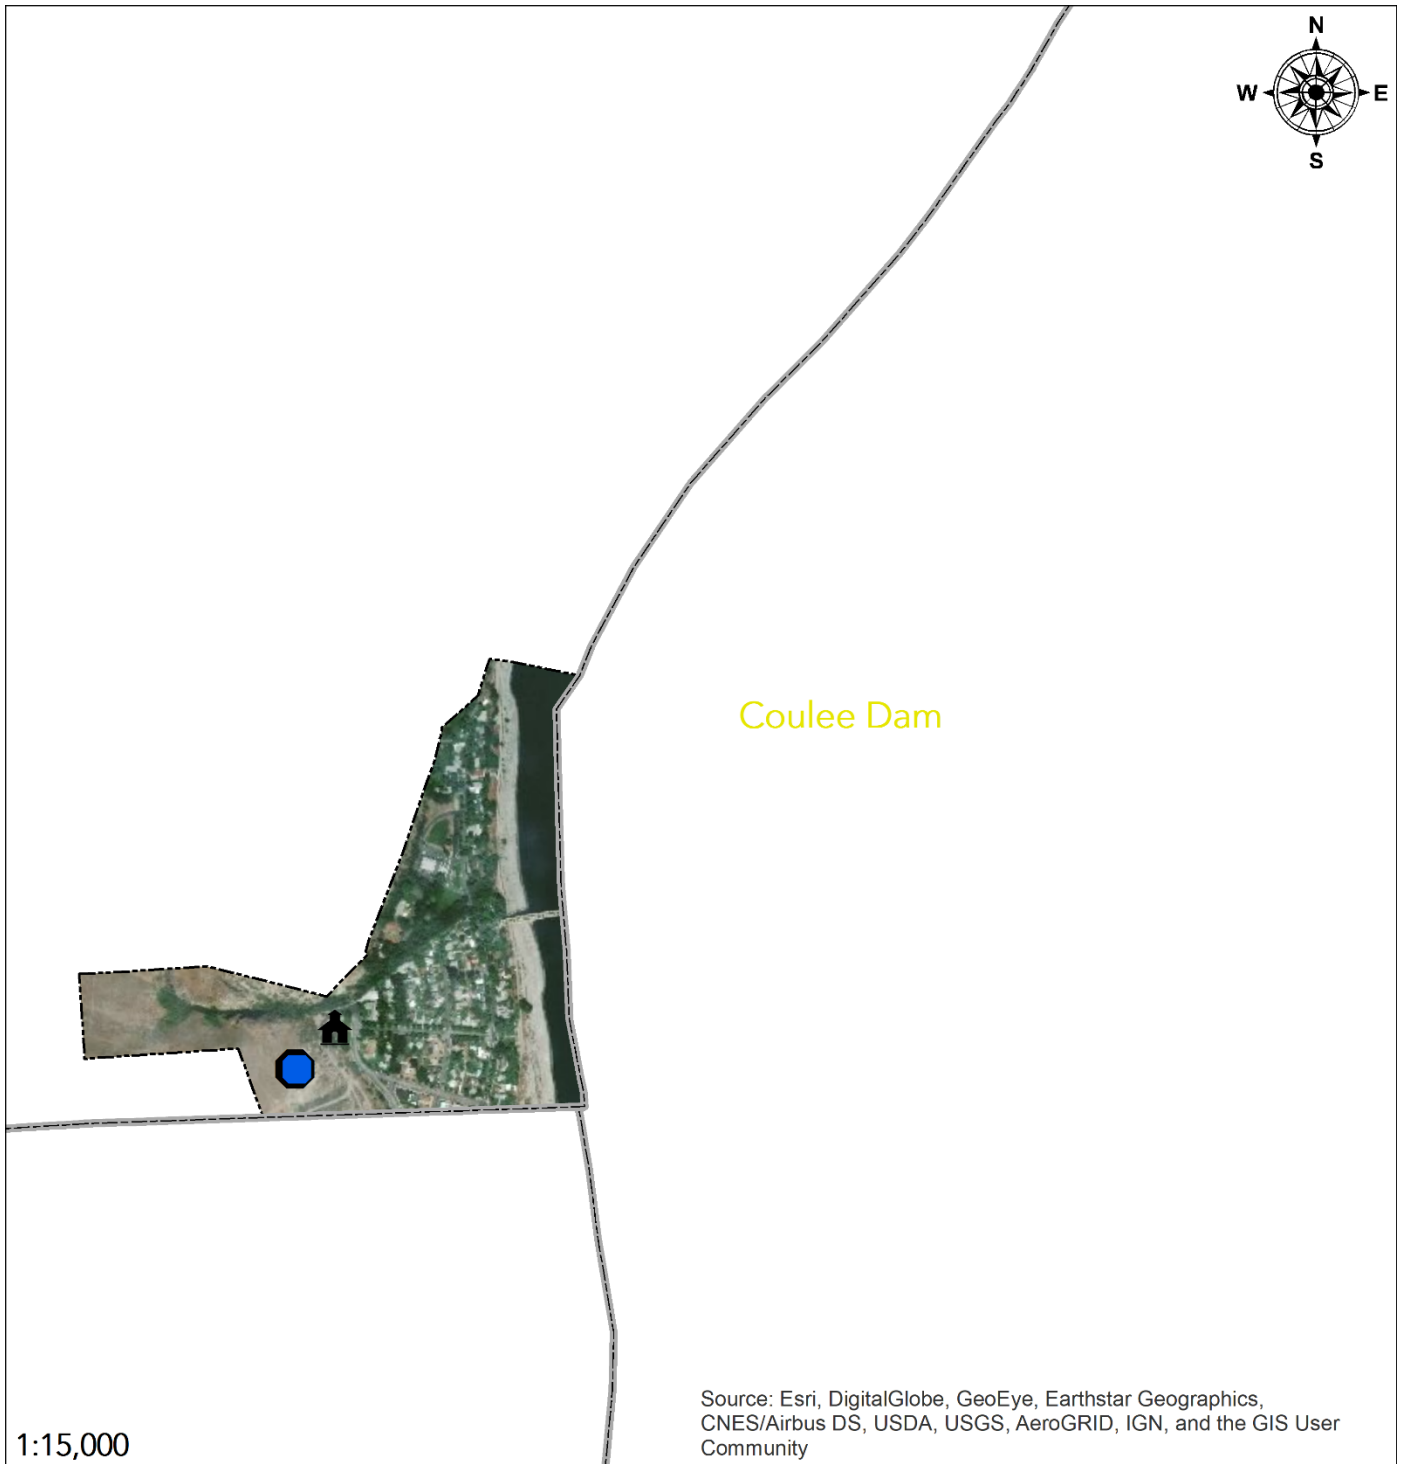 N
W E
S
Coulee Dam
Source: Esri, DigitalGlobe, GeoEye, Earthstar Geographics,
CNES/Airbus DS, USDA, USGS, AeroGRID, IGN, and the GIS User
Community
1:15,000